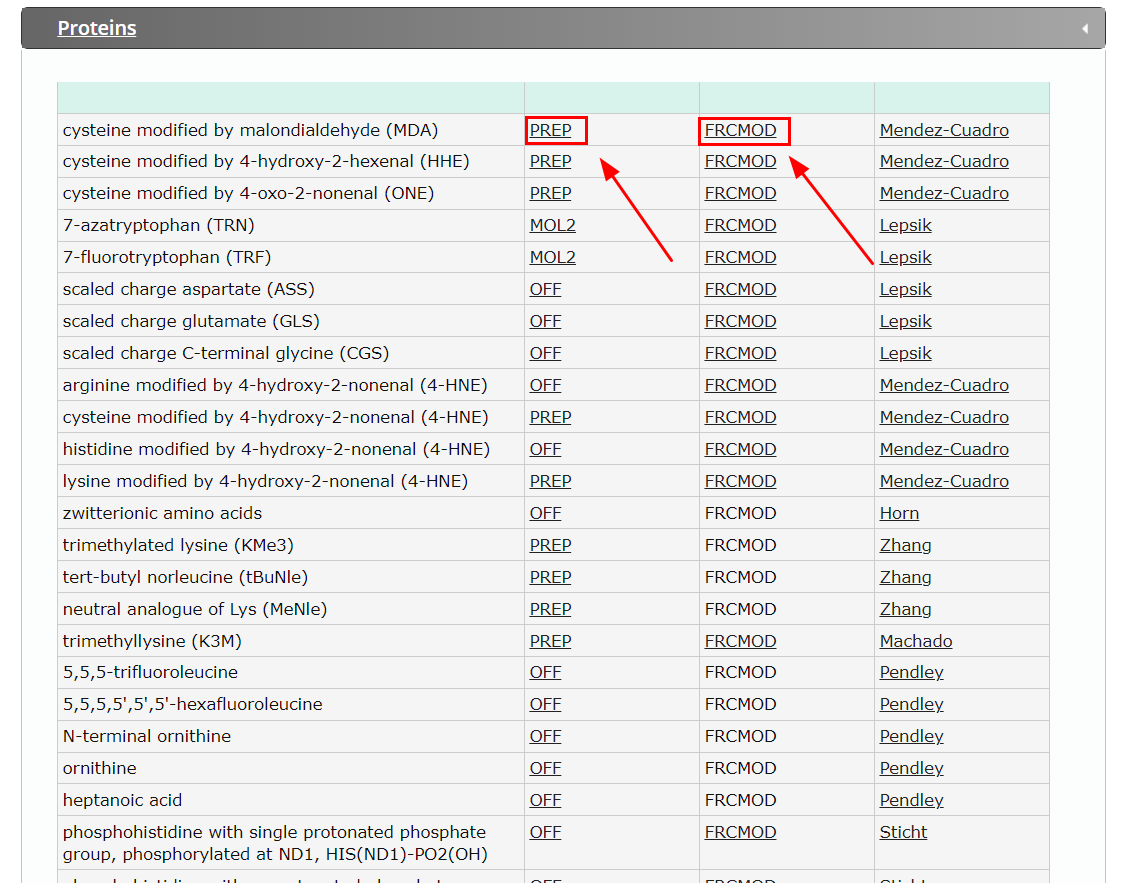 Proteins
cysteine modified by malondialdehyde (MDA) PREP FRCMOD Mendez-Cuadro
cysteine modified by 4-hydroxy-2-hexenal (HHE) PREP FRCMOD Mendez-Cuadro
cysteine modified by 4-oxo-2-nonenal (ONE) PREP FRCMOD Mendez-Cuadro
7-azatryptophan (TRN) MOL2 FRCMOD Lepsik
7-fluorotryptophan (TRF) MOL2 FRCMOD Lepsik
scaled charge aspartate (ASS) OFF FRCMOD Lepsik
scaled charge glutamate (GLS) OFF FRCMOD Lepsik
scaled charge C-terminal glycine (CGS) OFF FRCMOD Lepsik
arginine modified by 4-hydroxy-2-nonenal (4-HNE) OFF FRCMOD Mendez-Cuadro
cysteine modified by 4-hydroxy-2-nonenal (4-HNE) PREP FRCMOD Mendez-Cuadro
histidine modified by 4-hydroxy-2-nonenal (4-HNE) OFF FRCMOD Mendez-Cuadro
lysine modified by 4-hydroxy-2-nonenal (4-HNE) PREP FRCMOD Mendez-Cuadro
zwitterionic amino acids OFF FRCMOD Horn
trimethylated lysine (KMe3) PREP FRCMOD Zhang
tert-butyl norleucine (tBuNle) PREP FRCMOD Zhang
neutral analogue of Lys (MeNle) PREP FRCMOD Zhang
trimethyllysine (K3M) PREP FRCMOD Machado
5,5,5-trifluoroleucine OFF FRCMOD Pendley
5,5,5,5',5',5'-hexafluoroleucine OFF FRCMOD Pendley
N-terminal ornithine OFF FRCMOD Pendley
ornithine OFF FRCMOD Pendley
heptanoic acid OFF FRCMOD Pendley
phosphohistidine with single protonated phosphate OFF FRCMOD Sticht
group, phosphorylated at ND1, HIS(ND1)-PO2(OH)